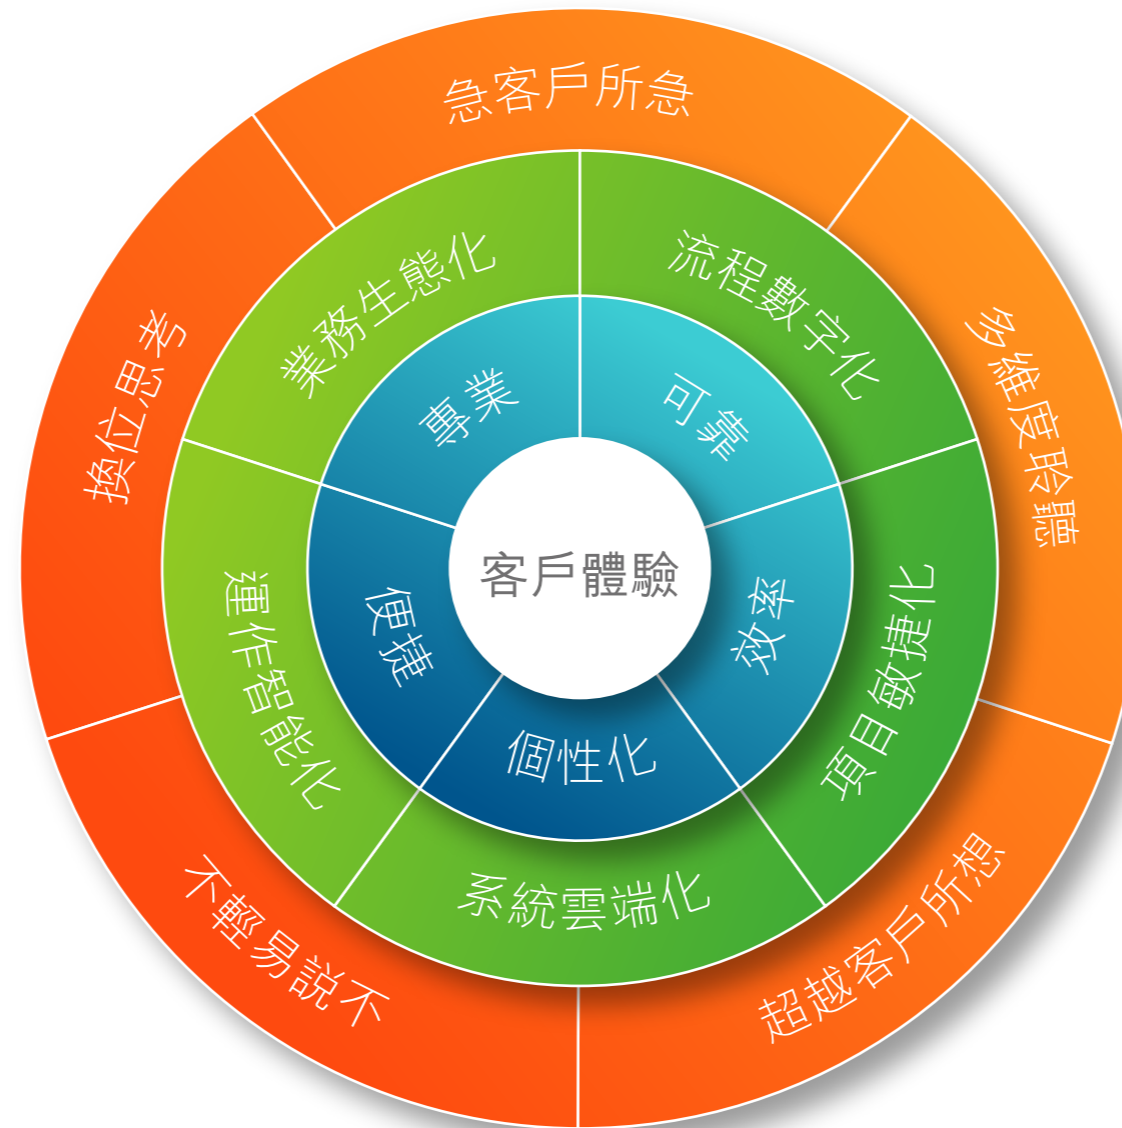 急客戶所急
多維度聆聽
超越客戶所想
不輕易説不
換位思考
業務生態化
流程數字化
項目敏捷化
系統雲端化
運作智能化
專業
可靠
效率
個性化
便捷
客戶體驗